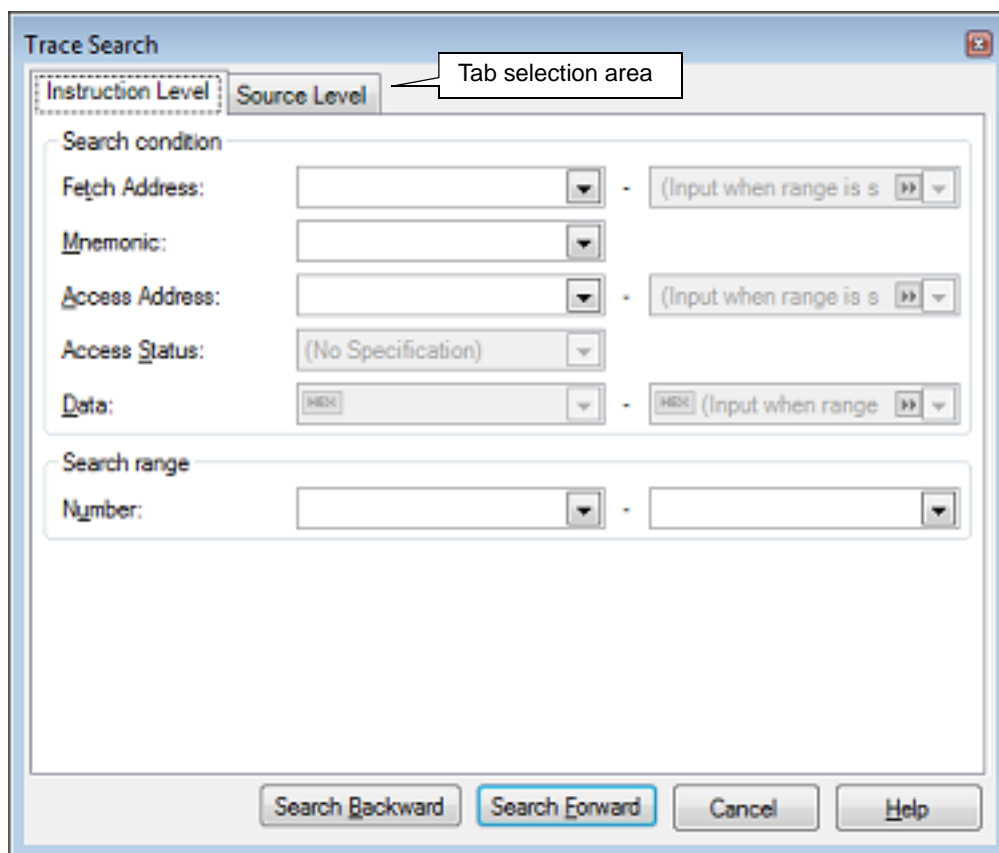 Trace Search
Tab selection area
Instruction Level Source Level
Search condition
Fetch Address: - (Input when range is s
Mnemonic:
Access Address: - (Input when range is s
Access Status: (No Specification)
Data: HEX - HEX (Input when range
Search range
Number: -
Search Backward Search Forward Cancel Help